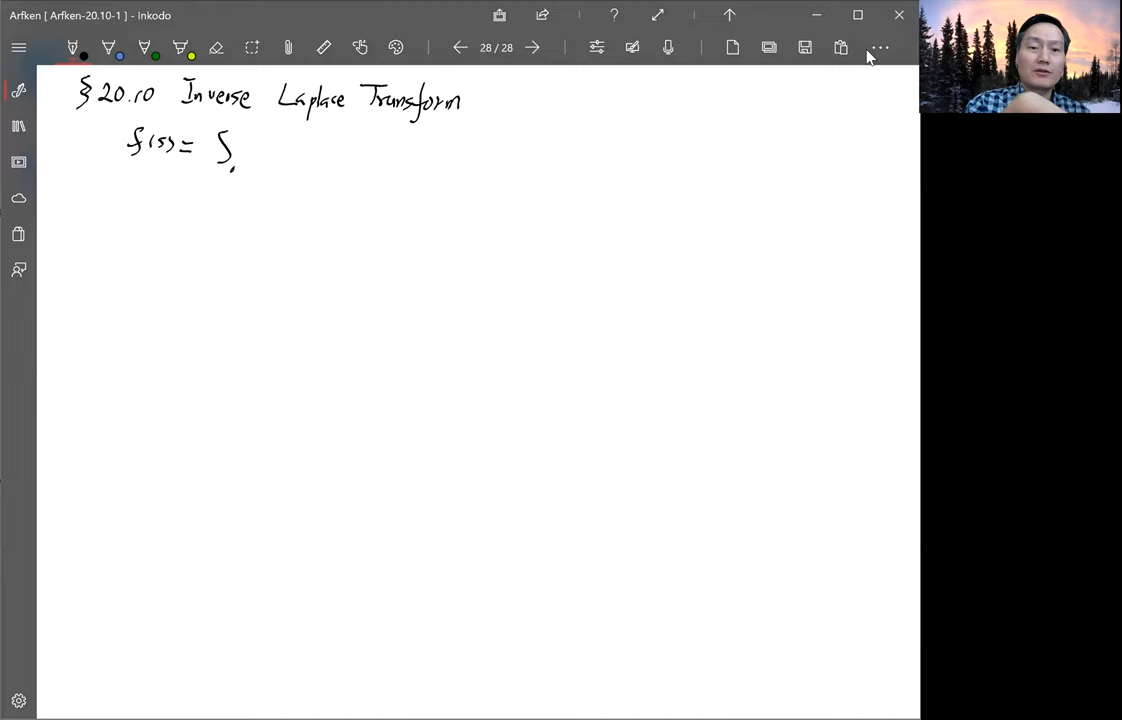 Arfken [ Arfken-20.10-1 ] - Inkodo
?
28 / 28
§ 20.10 Inverse Laplace Transform
f(s) = ∫